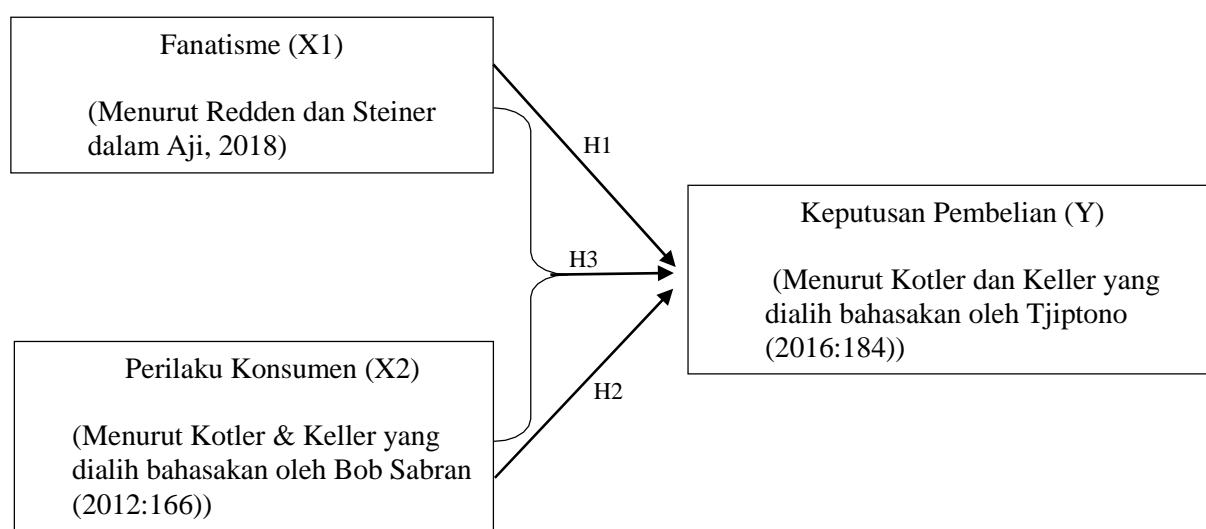 Fanatisme (X1)
(Menurut Redden dan Steiner
dalam Aji, 2018)
H1
Keputusan Pembelian (Y)
(Menurut Kotler dan Keller yang
dialih bahasakan oleh Tjiptono
(2016:184))
H3
Perilaku Konsumen (X2)
(Menurut Kotler & Keller yang
dialih bahasakan oleh Bob Sabran
(2012:166))
H2